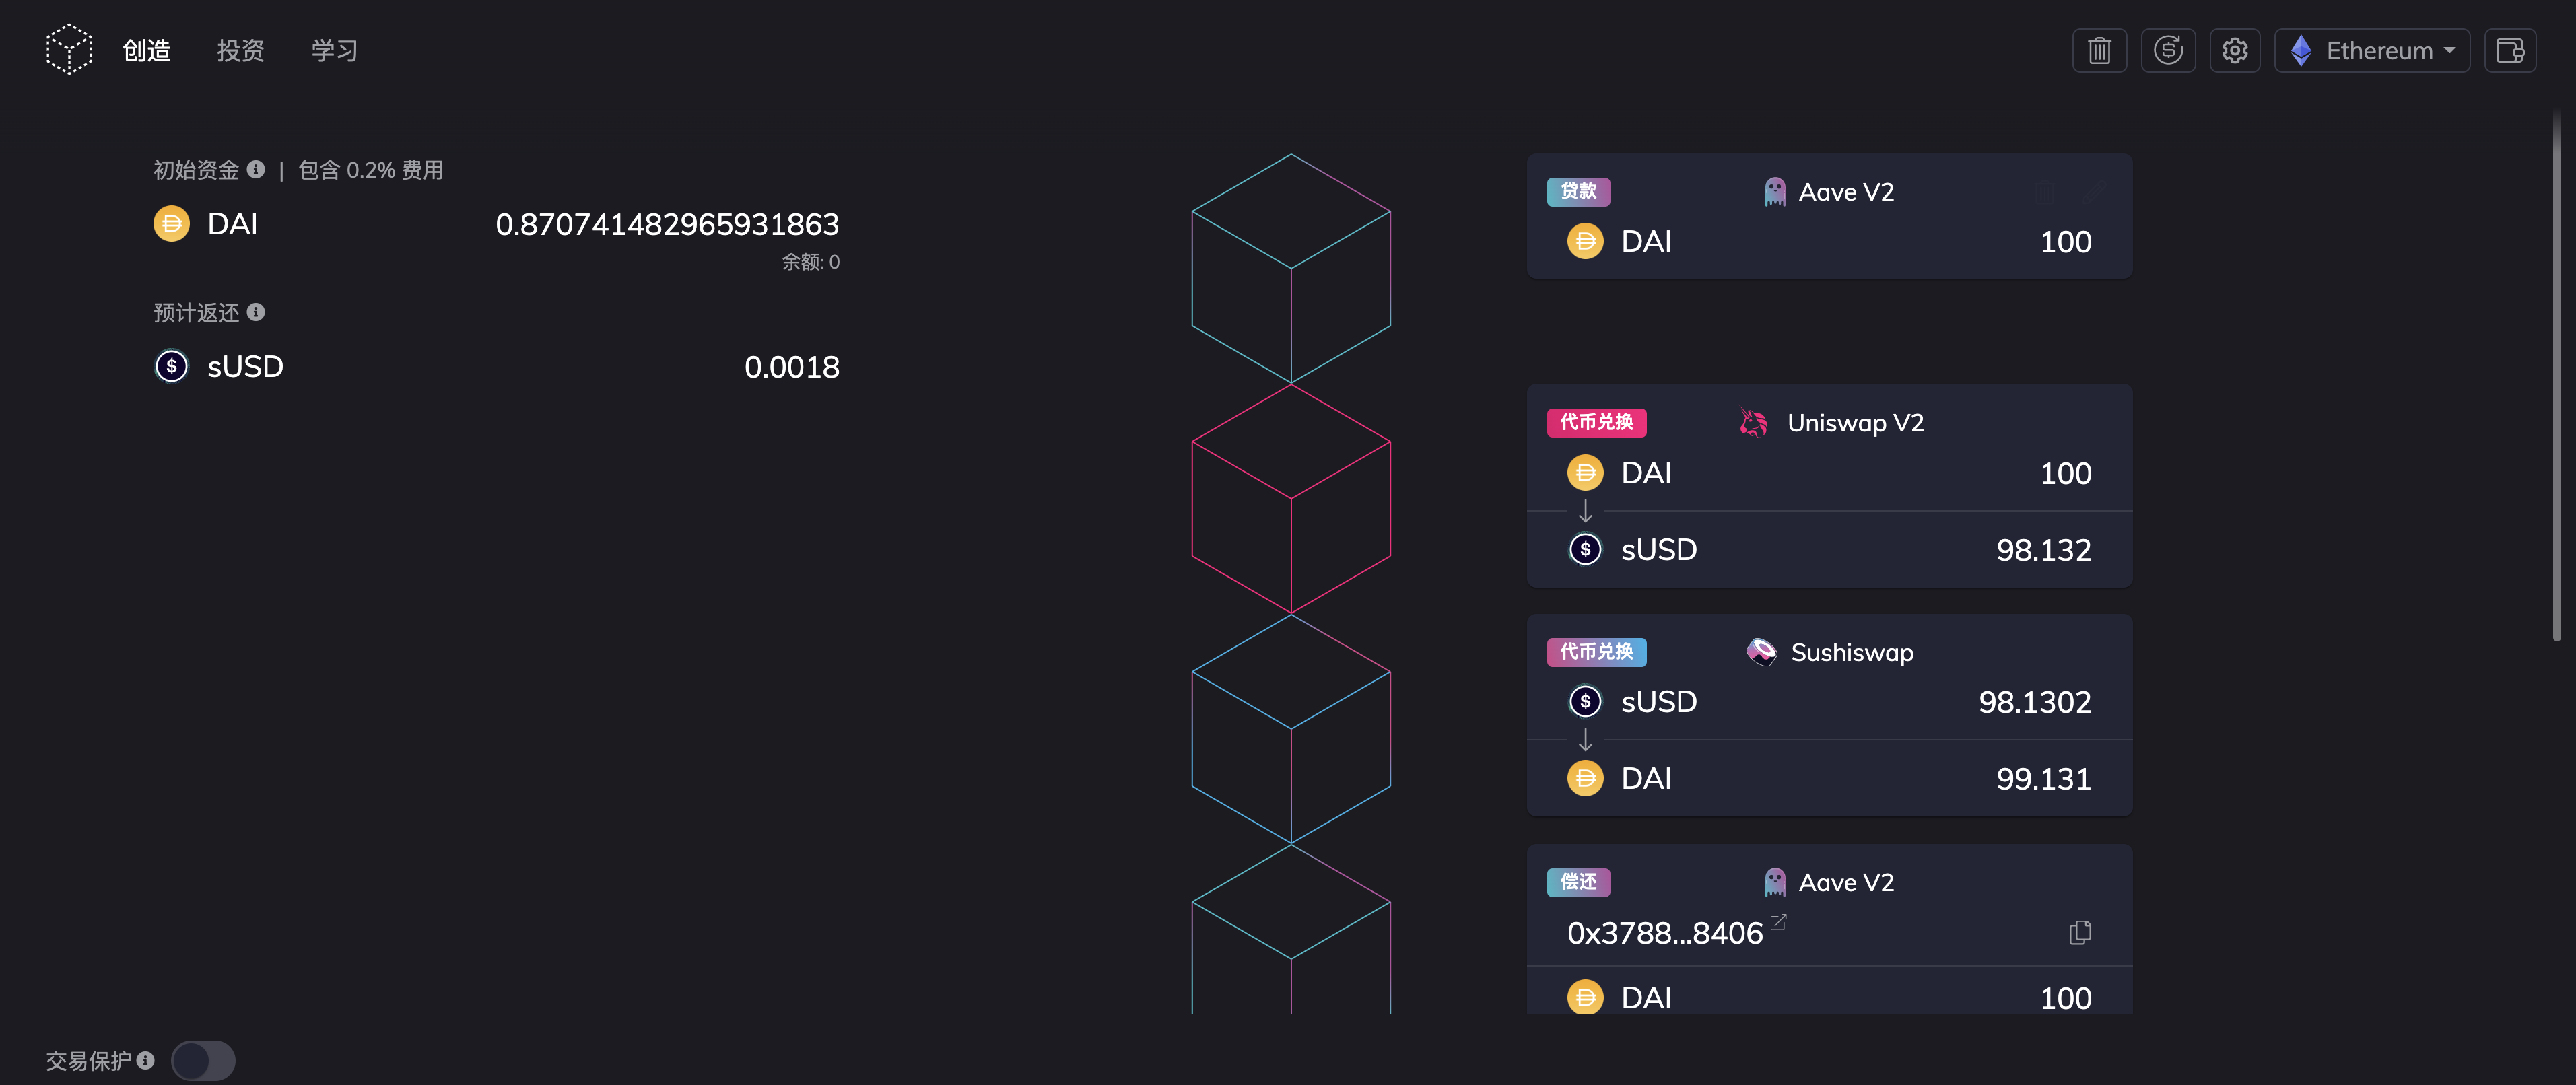 创造 投资 学习 Ethereum
初始资金 | 包含 0.2% 费用
DAI 0.870741482965931863
余额: 0
预计返还
sUSD 0.0018
贷款 Aave V2
DAI 100
代币兑换 Uniswap V2
DAI 100
sUSD 98.132
代币兑换 Sushiswap
sUSD 98.1302
DAI 99.131
偿还 Aave V2
0x3788...8406
DAI 100
交易保护